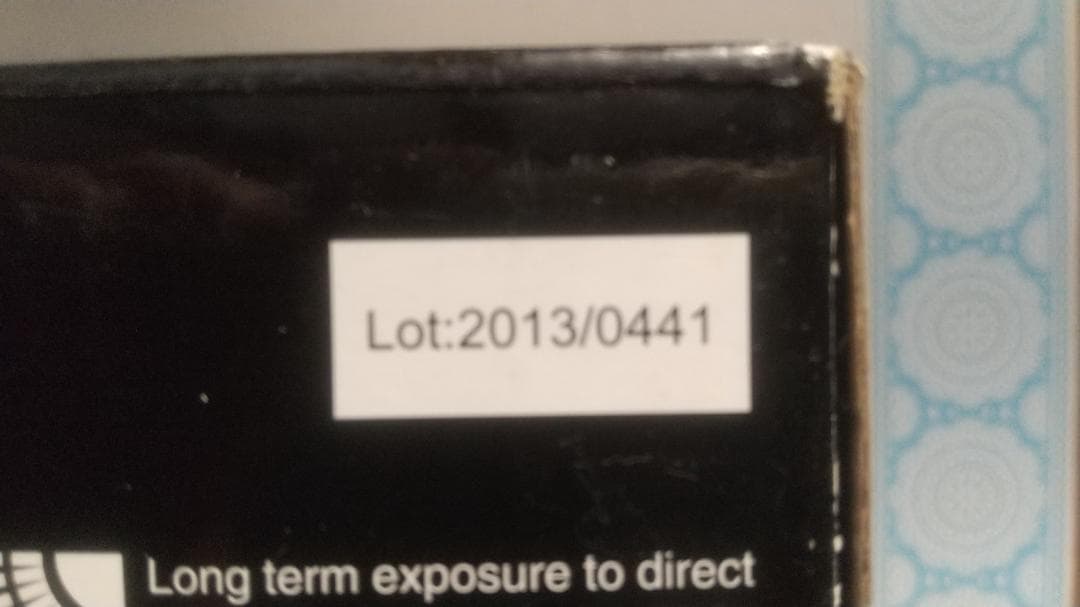 Lot:2013/0441
Long term exposure to direct